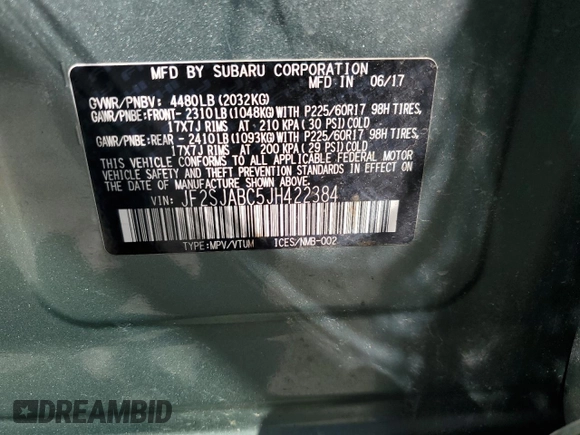 MFD BY SUBARU CORPORATION
MFD IN 06/17
GVWR/PNBV: 4480LB(2032KG)
GAWR/PNBE:FRONT- 2310LB(1048KG)WITH P225/60R17 98H TIRES,
17X7J RIMS AT 210 KPA(30 PSI)COLD
GAWR/PNBE:REAR - 2410LB(1093KG)WITH P225/60R17 98H TIRES,
17X7J RIMS AT 200 KPA(29 PSI)COLD
THIS VEHICLE CONFORMS TO ALL APPLICABLE FEDERAL MOTOR
VEHICLE SAFETY AND THEFT PREVENTION STANDARDS IN EFFECT ON
THE DATE OF MANUFACTURE SHOWN ABOVE.
VIN: JF2SJABC5JH422384
TYPE:MPV/VTUM ICES/NMB-002
DREAMBID